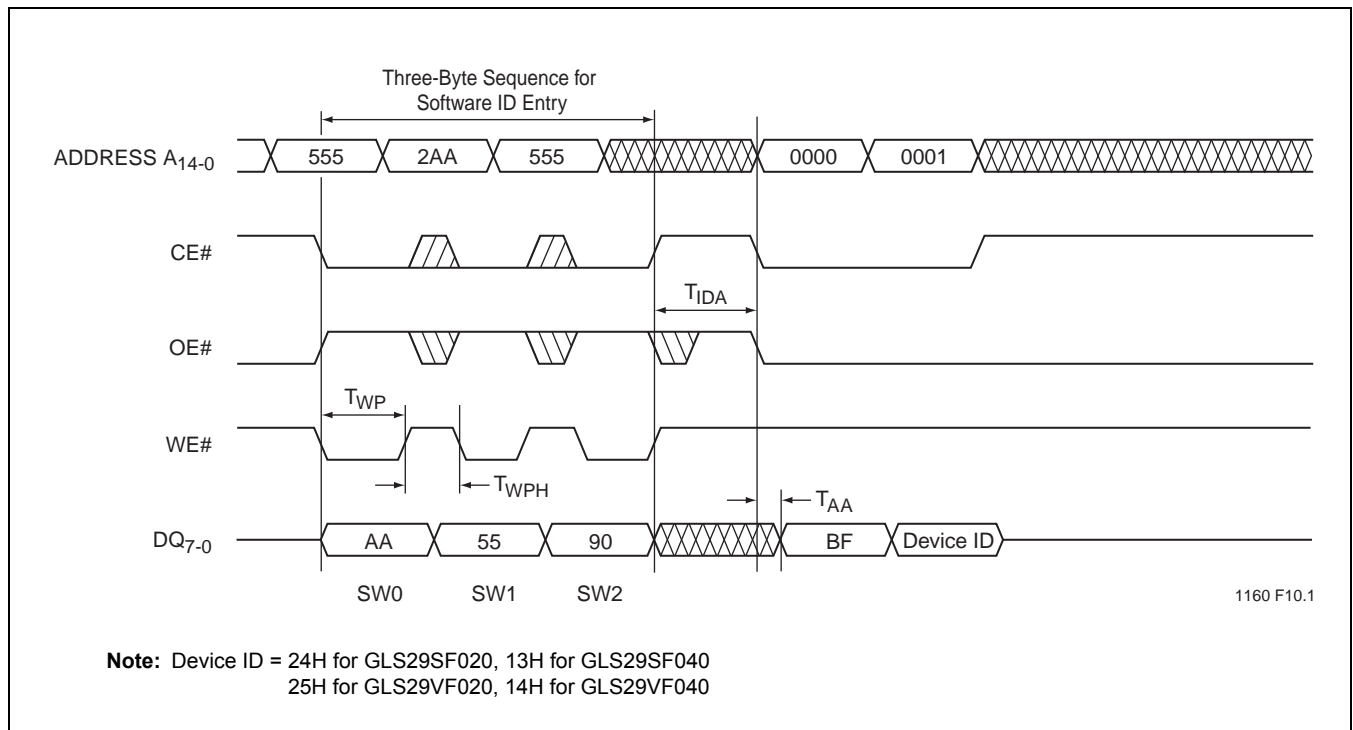 Three-Byte Sequence for
Software ID Entry
ADDRESS A14-0
555
2AA
555
0000
0001
CE#
TIDA
OE#
TWP
WE#
TWPH
TAA
DQ7-0
AA
55
90
BF
Device ID
SW0
SW1
SW2
1160 F10.1
Note: Device ID = 24H for GLS29SF020, 13H for GLS29SF040
25H for GLS29VF020, 14H for GLS29VF040